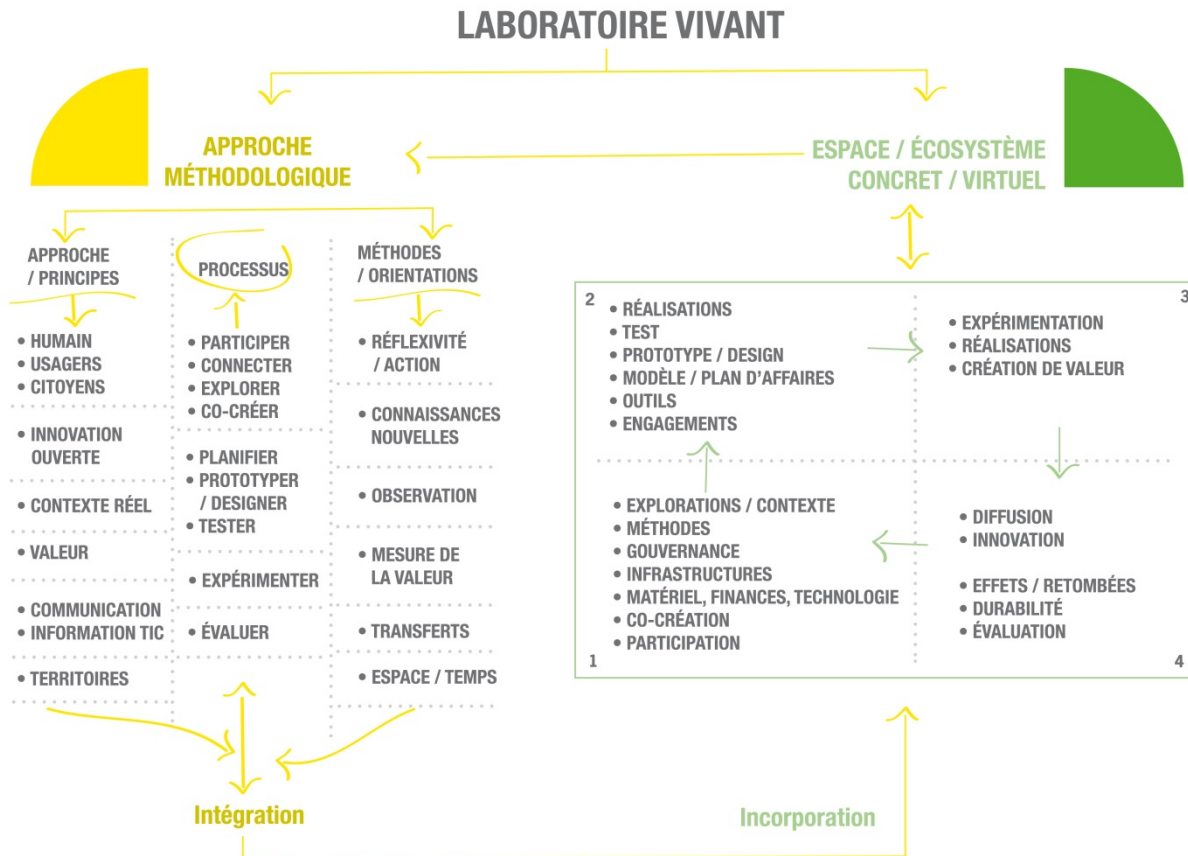 LABORATOIRE VIVANT
APPROCHE
MÉTHODOLOGIQUE
ESPACE / ÉCOSYSTÈME
CONCRET / VIRTUEL
APPROCHE
/ PRINCIPES
• HUMAIN
• USAGERS
• CITOYENS
• INNOVATION
OUVERTE
• CONTEXTE RÉEL
• VALEUR
• COMMUNICATION
• INFORMATION TIC
• TERRITOIRES
PROCESSUS
• PARTICIPER
• CONNECTER
• EXPLORER
• CO-CRÉER
• PLANIFIER
• PROTOTYPER
/ DESIGNER
• TESTER
• EXPÉRIMENTER
• ÉVALUER
MÉTHODES
/ ORIENTATIONS
• RÉFLEXIVITÉ
/ ACTION
• CONNAISSANCES
NOUVELLES
• OBSERVATION
• MESURE DE
LA VALEUR
• TRANSFERTS
• ESPACE / TEMPS
Intégration
2
• RÉALISATIONS
• TEST
• PROTOTYPE / DESIGN
• MODÈLE / PLAN D'AFFAIRES
• OUTILS
• ENGAGEMENTS
3
• EXPÉRIMENTATION
• RÉALISATIONS
• CRÉATION DE VALEUR
• EXPLORATIONS / CONTEXTE
• MÉTHODES
• GOUVERNANCE
• INFRASTRUCTURES
• MATÉRIEL, FINANCES, TECHNOLOGIE
• CO-CRÉATION
• PARTICIPATION
1
• DIFFUSION
• INNOVATION
• EFFETS / RETOMBÉES
• DURABILITÉ
• ÉVALUATION
4
Incorporation